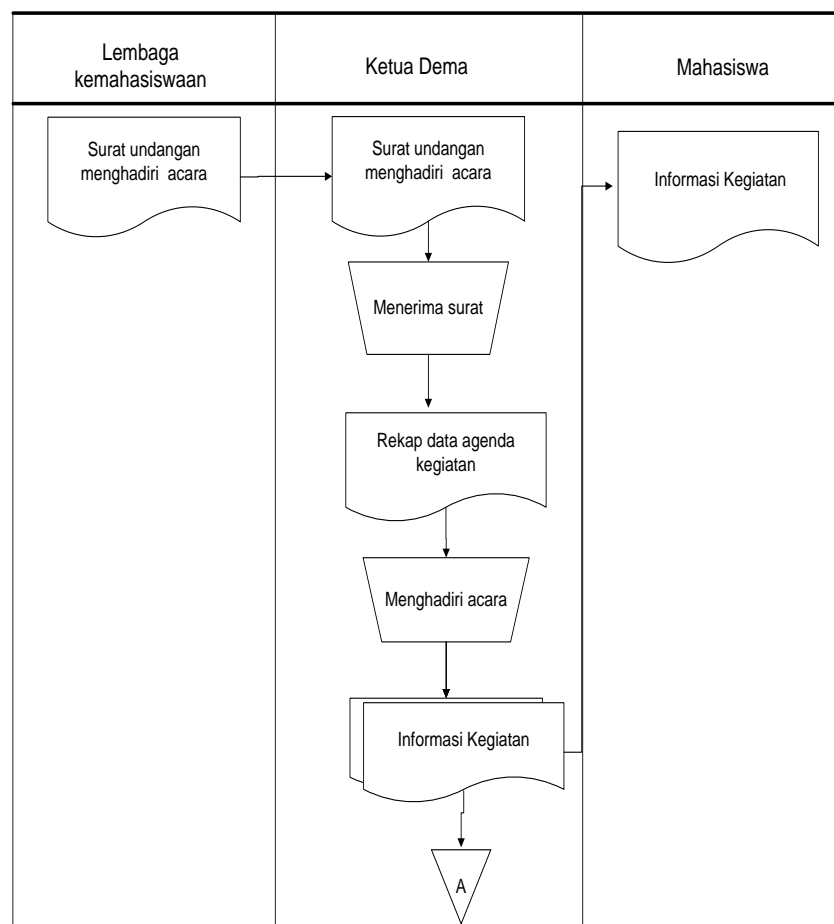 Lembaga
kemahasiswaan
Ketua Dema
Mahasiswa
Surat undangan
menghadiri acara
Surat undangan
menghadiri acara
Informasi Kegiatan
Menerima surat
Rekap data agenda
kegiatan
Menghadiri acara
Informasi Kegiatan
A